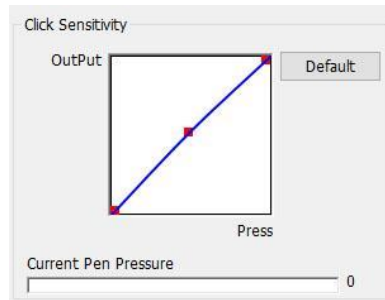 Click Sensitivity
OutPut
Default
Press
Current Pen Pressure
0